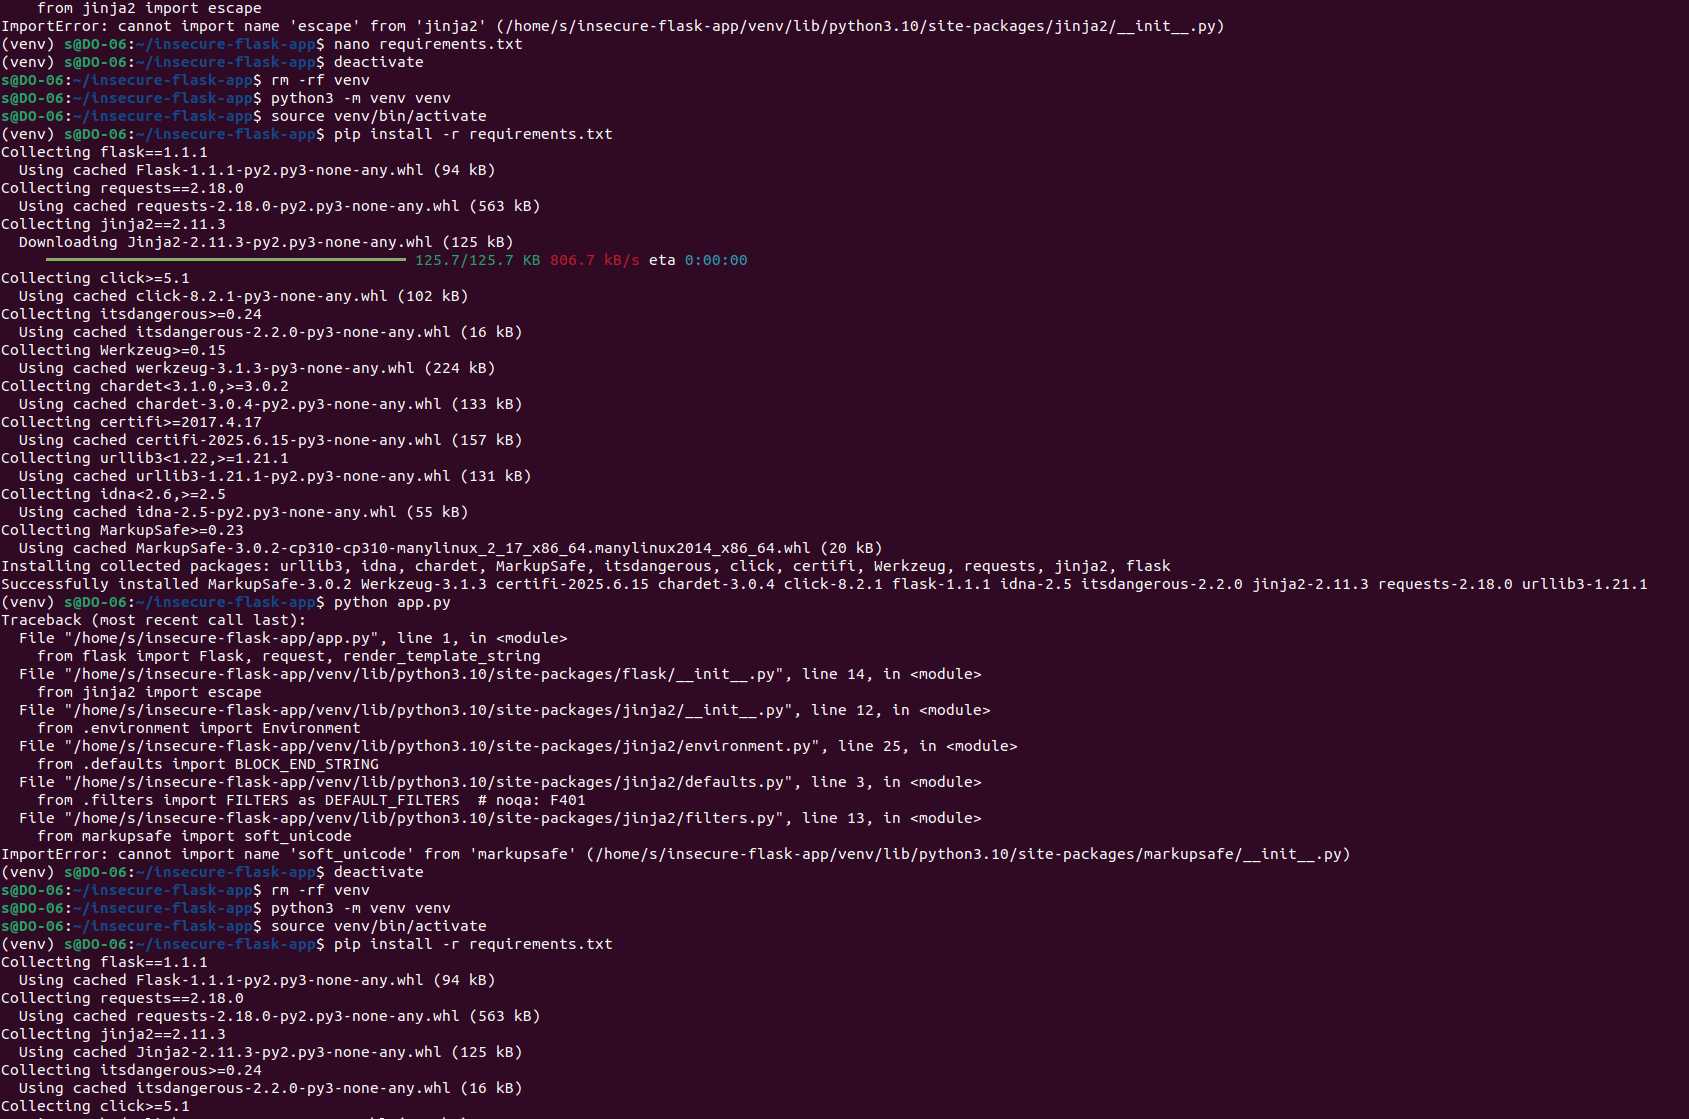 from jinja2 import escape
ImportError: cannot import name 'escape' from 'jinja2' (/home/s/insecure-flask-app/venv/lib/python3.10/site-packages/jinja2/__init__.py)
(venv) s@DO-06:~/insecure-flask-app$ nano requirements.txt
(venv) s@DO-06:~/insecure-flask-app$ deactivate
s@DO-06:~/insecure-flask-app$ rm -rf venv
s@DO-06:~/insecure-flask-app$ python3 -m venv venv
s@DO-06:~/insecure-flask-app$ source venv/bin/activate
(venv) s@DO-06:~/insecure-flask-app$ pip install -r requirements.txt
Collecting flask==1.1.1
  Using cached Flask-1.1.1-py2.py3-none-any.whl (94 kB)
Collecting requests==2.18.0
  Using cached requests-2.18.0-py2.py3-none-any.whl (563 kB)
Collecting jinja2==2.11.3
  Downloading Jinja2-2.11.3-py2.py3-none-any.whl (125 kB)
     125.7/125.7 KB 806.7 kB/s eta 0:00:00
Collecting click>=5.1
  Using cached click-8.2.1-py3-none-any.whl (102 kB)
Collecting itsdangerous>=0.24
  Using cached itsdangerous-2.2.0-py3-none-any.whl (16 kB)
Collecting Werkzeug>=0.15
  Using cached werkzeug-3.1.3-py3-none-any.whl (224 kB)
Collecting chardet<3.1.0,>=3.0.2
  Using cached chardet-3.0.4-py2.py3-none-any.whl (133 kB)
Collecting certifi>=2017.4.17
  Using cached certifi-2025.6.15-py3-none-any.whl (157 kB)
Collecting urllib3<1.22,>=1.21.1
  Using cached urllib3-1.21.1-py2.py3-none-any.whl (131 kB)
Collecting idna<2.6,>=2.5
  Using cached idna-2.5-py2.py3-none-any.whl (55 kB)
Collecting MarkupSafe>=0.23
  Using cached MarkupSafe-3.0.2-cp310-cp310-manylinux_2_17_x86_64.manylinux2014_x86_64.whl (20 kB)
Installing collected packages: urllib3, idna, chardet, MarkupSafe, itsdangerous, click, certifi, Werkzeug, requests, jinja2, flask
Successfully installed MarkupSafe-3.0.2 Werkzeug-3.1.3 certifi-2025.6.15 chardet-3.0.4 click-8.2.1 flask-1.1.1 idna-2.5 itsdangerous-2.2.0 jinja2-2.11.3 requests-2.18.0 urllib3-1.21.1
(venv) s@DO-06:~/insecure-flask-app$ python app.py
Traceback (most recent call last):
  File "/home/s/insecure-flask-app/app.py", line 1, in <module>
    from flask import Flask, request, render_template_string
  File "/home/s/insecure-flask-app/venv/lib/python3.10/site-packages/flask/__init__.py", line 14, in <module>
    from jinja2 import escape
  File "/home/s/insecure-flask-app/venv/lib/python3.10/site-packages/jinja2/__init__.py", line 12, in <module>
    from .environment import Environment
  File "/home/s/insecure-flask-app/venv/lib/python3.10/site-packages/jinja2/environment.py", line 25, in <module>
    from .defaults import BLOCK_END_STRING
  File "/home/s/insecure-flask-app/venv/lib/python3.10/site-packages/jinja2/defaults.py", line 3, in <module>
    from .filters import FILTERS as DEFAULT_FILTERS  # noqa: F401
  File "/home/s/insecure-flask-app/venv/lib/python3.10/site-packages/jinja2/filters.py", line 13, in <module>
    from markupsafe import soft_unicode
ImportError: cannot import name 'soft_unicode' from 'markupsafe' (/home/s/insecure-flask-app/venv/lib/python3.10/site-packages/markupsafe/__init__.py)
(venv) s@DO-06:~/insecure-flask-app$ deactivate
s@DO-06:~/insecure-flask-app$ rm -rf venv
s@DO-06:~/insecure-flask-app$ python3 -m venv venv
s@DO-06:~/insecure-flask-app$ source venv/bin/activate
(venv) s@DO-06:~/insecure-flask-app$ pip install -r requirements.txt
Collecting flask==1.1.1
  Using cached Flask-1.1.1-py2.py3-none-any.whl (94 kB)
Collecting requests==2.18.0
  Using cached requests-2.18.0-py2.py3-none-any.whl (563 kB)
Collecting jinja2==2.11.3
  Using cached Jinja2-2.11.3-py2.py3-none-any.whl (125 kB)
Collecting itsdangerous>=0.24
  Using cached itsdangerous-2.2.0-py3-none-any.whl (16 kB)
Collecting click>=5.1